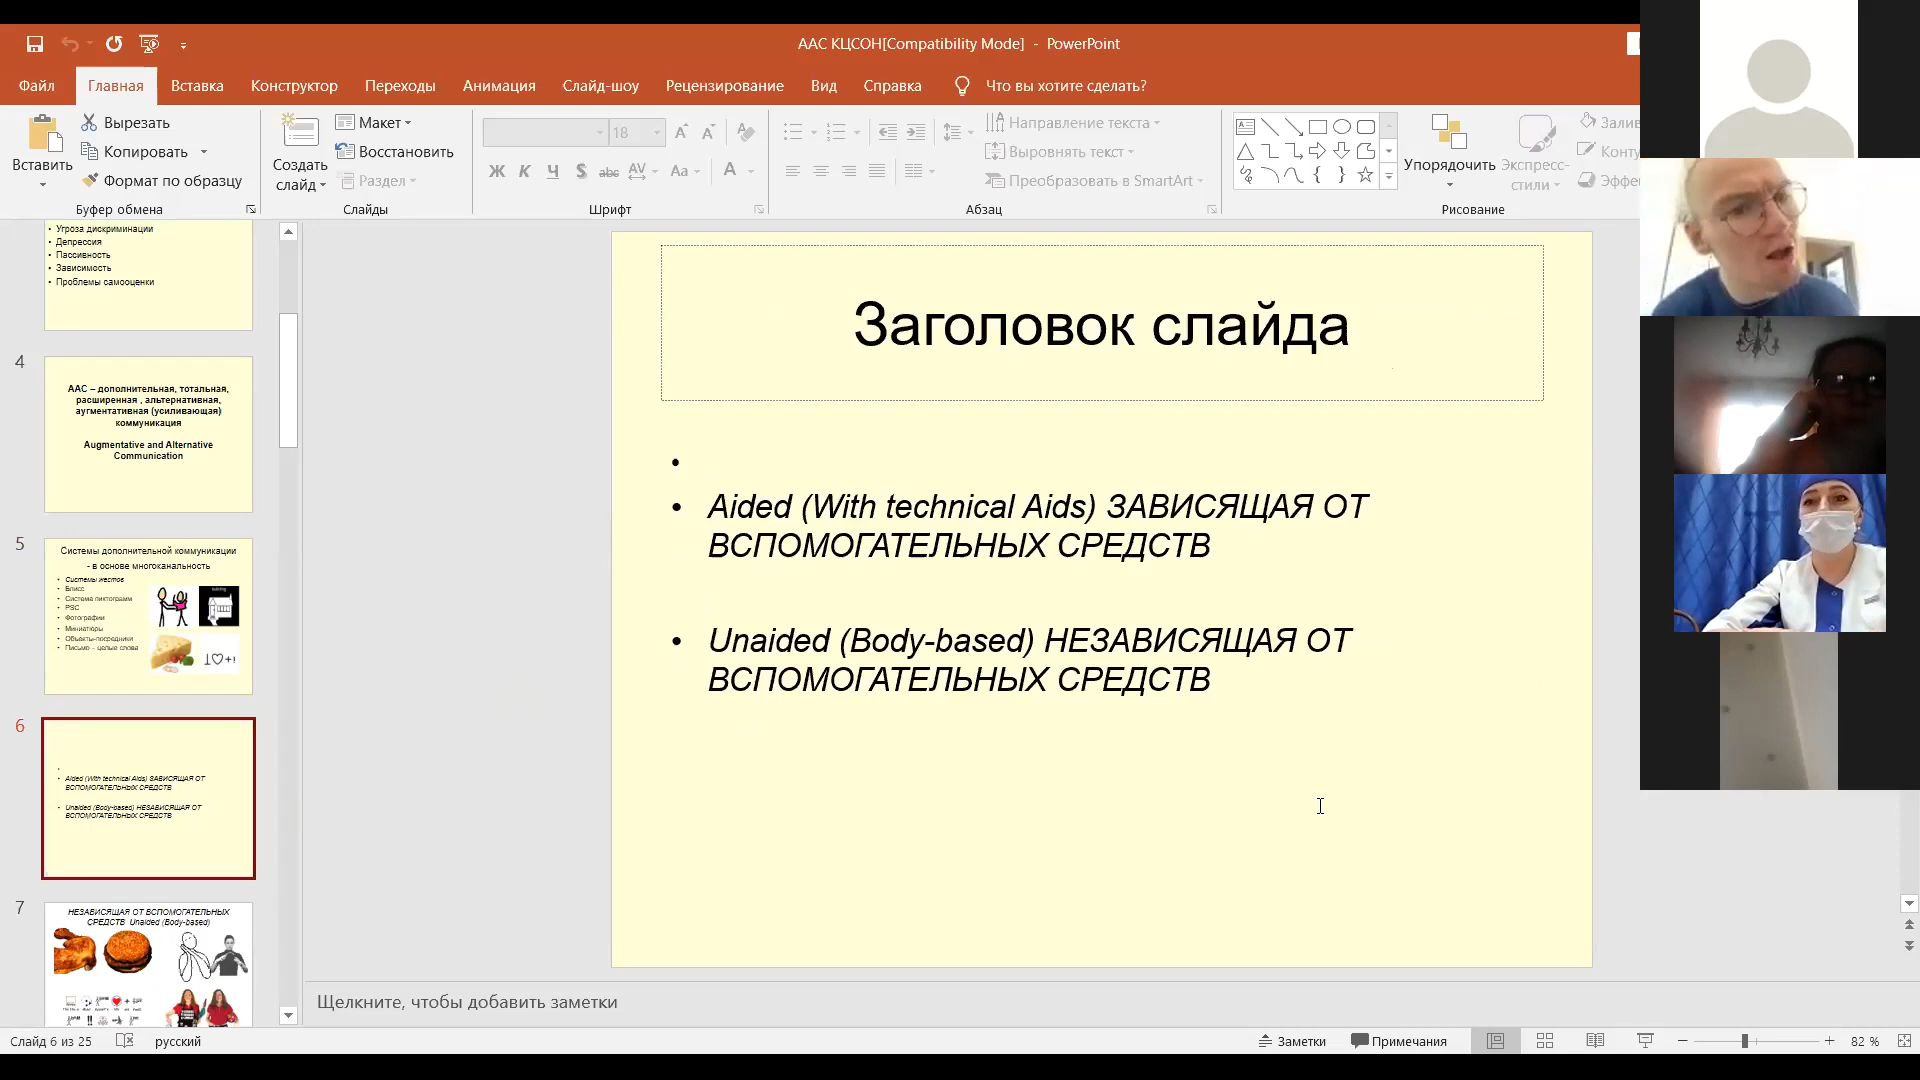 AAC КЦСОН[Compatibility Mode] - PowerPoint
Файл Главная Вставка Конструктор Переходы Анимация Слайд-шоу Рецензирование Вид Справка Что вы хотите сделать?
Вставить
Вырезать
Копировать
Формат по образцу
Буфер обмена
Создать слайд
Макет
Восстановить
Раздел
Слайды
18
Ж К Ч S abc AV Aa A
Шрифт
Направление текста
Выровнять текст
Преобразовать в SmartArt
Абзац
Упорядочить
Экспресс-
стили
Рисование
• Угроза дискриминации
• Депрессия
• Пассивность
• Зависимость
• Проблемы самооценки
4
ААС – дополнительная, тотальная,
расширенная , альтернативная,
аугментативная (усиливающая)
коммуникация
Augmentative and Alternative
Communication
5
Системы дополнительной коммуникации
- в основе многоканальность
• Системы жестов
• Блисс
• Система пиктограмм
• PSC
• Фотографии
• Миниатюры
• Объекты-посредники
• Письмо - целые слова
6
• Aided (With technical Aids) ЗАВИСЯЩАЯ ОТ
ВСПОМОГАТЕЛЬНЫХ СРЕДСТВ
• Unaided (Body-based) НЕЗАВИСЯЩАЯ ОТ
ВСПОМОГАТЕЛЬНЫХ СРЕДСТВ
7
НЕЗАВИСЯЩАЯ ОТ ВСПОМОГАТЕЛЬНЫХ
СРЕДСТВ Unaided (Body-based)
Заголовок слайда
• Aided (With technical Aids) ЗАВИСЯЩАЯ ОТ
ВСПОМОГАТЕЛЬНЫХ СРЕДСТВ
• Unaided (Body-based) НЕЗАВИСЯЩАЯ ОТ
ВСПОМОГАТЕЛЬНЫХ СРЕДСТВ
Щелкните, чтобы добавить заметки
Слайд 6 из 25 русский Заметки Примечания 82 %